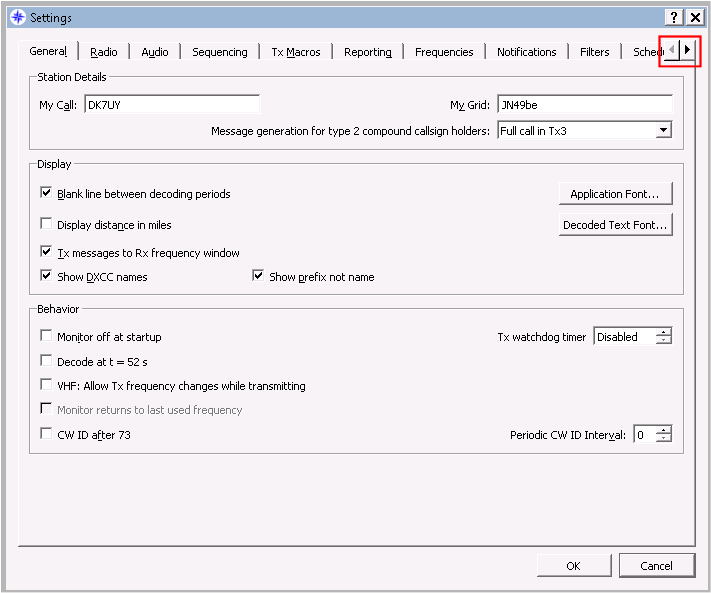 Settings
General Radio Audio Sequencing Tx Macros Reporting Frequencies Notifications Filters Schedu
Station Details
My Call: DK7UY My Grid: JN49be
Message generation for type 2 compound callsign holders: Full call in Tx3
Display
Blank line between decoding periods Application Font...
Display distance in miles Decoded Text Font...
Tx messages to Rx frequency window
Show DXCC names Show prefix not name
Behavior
Monitor off at startup Tx watchdog timer Disabled
Decode at t = 52 s
VHF: Allow Tx frequency changes while transmitting
Monitor returns to last used frequency
CW ID after 73 Periodic CW ID Interval: 0
OK Cancel